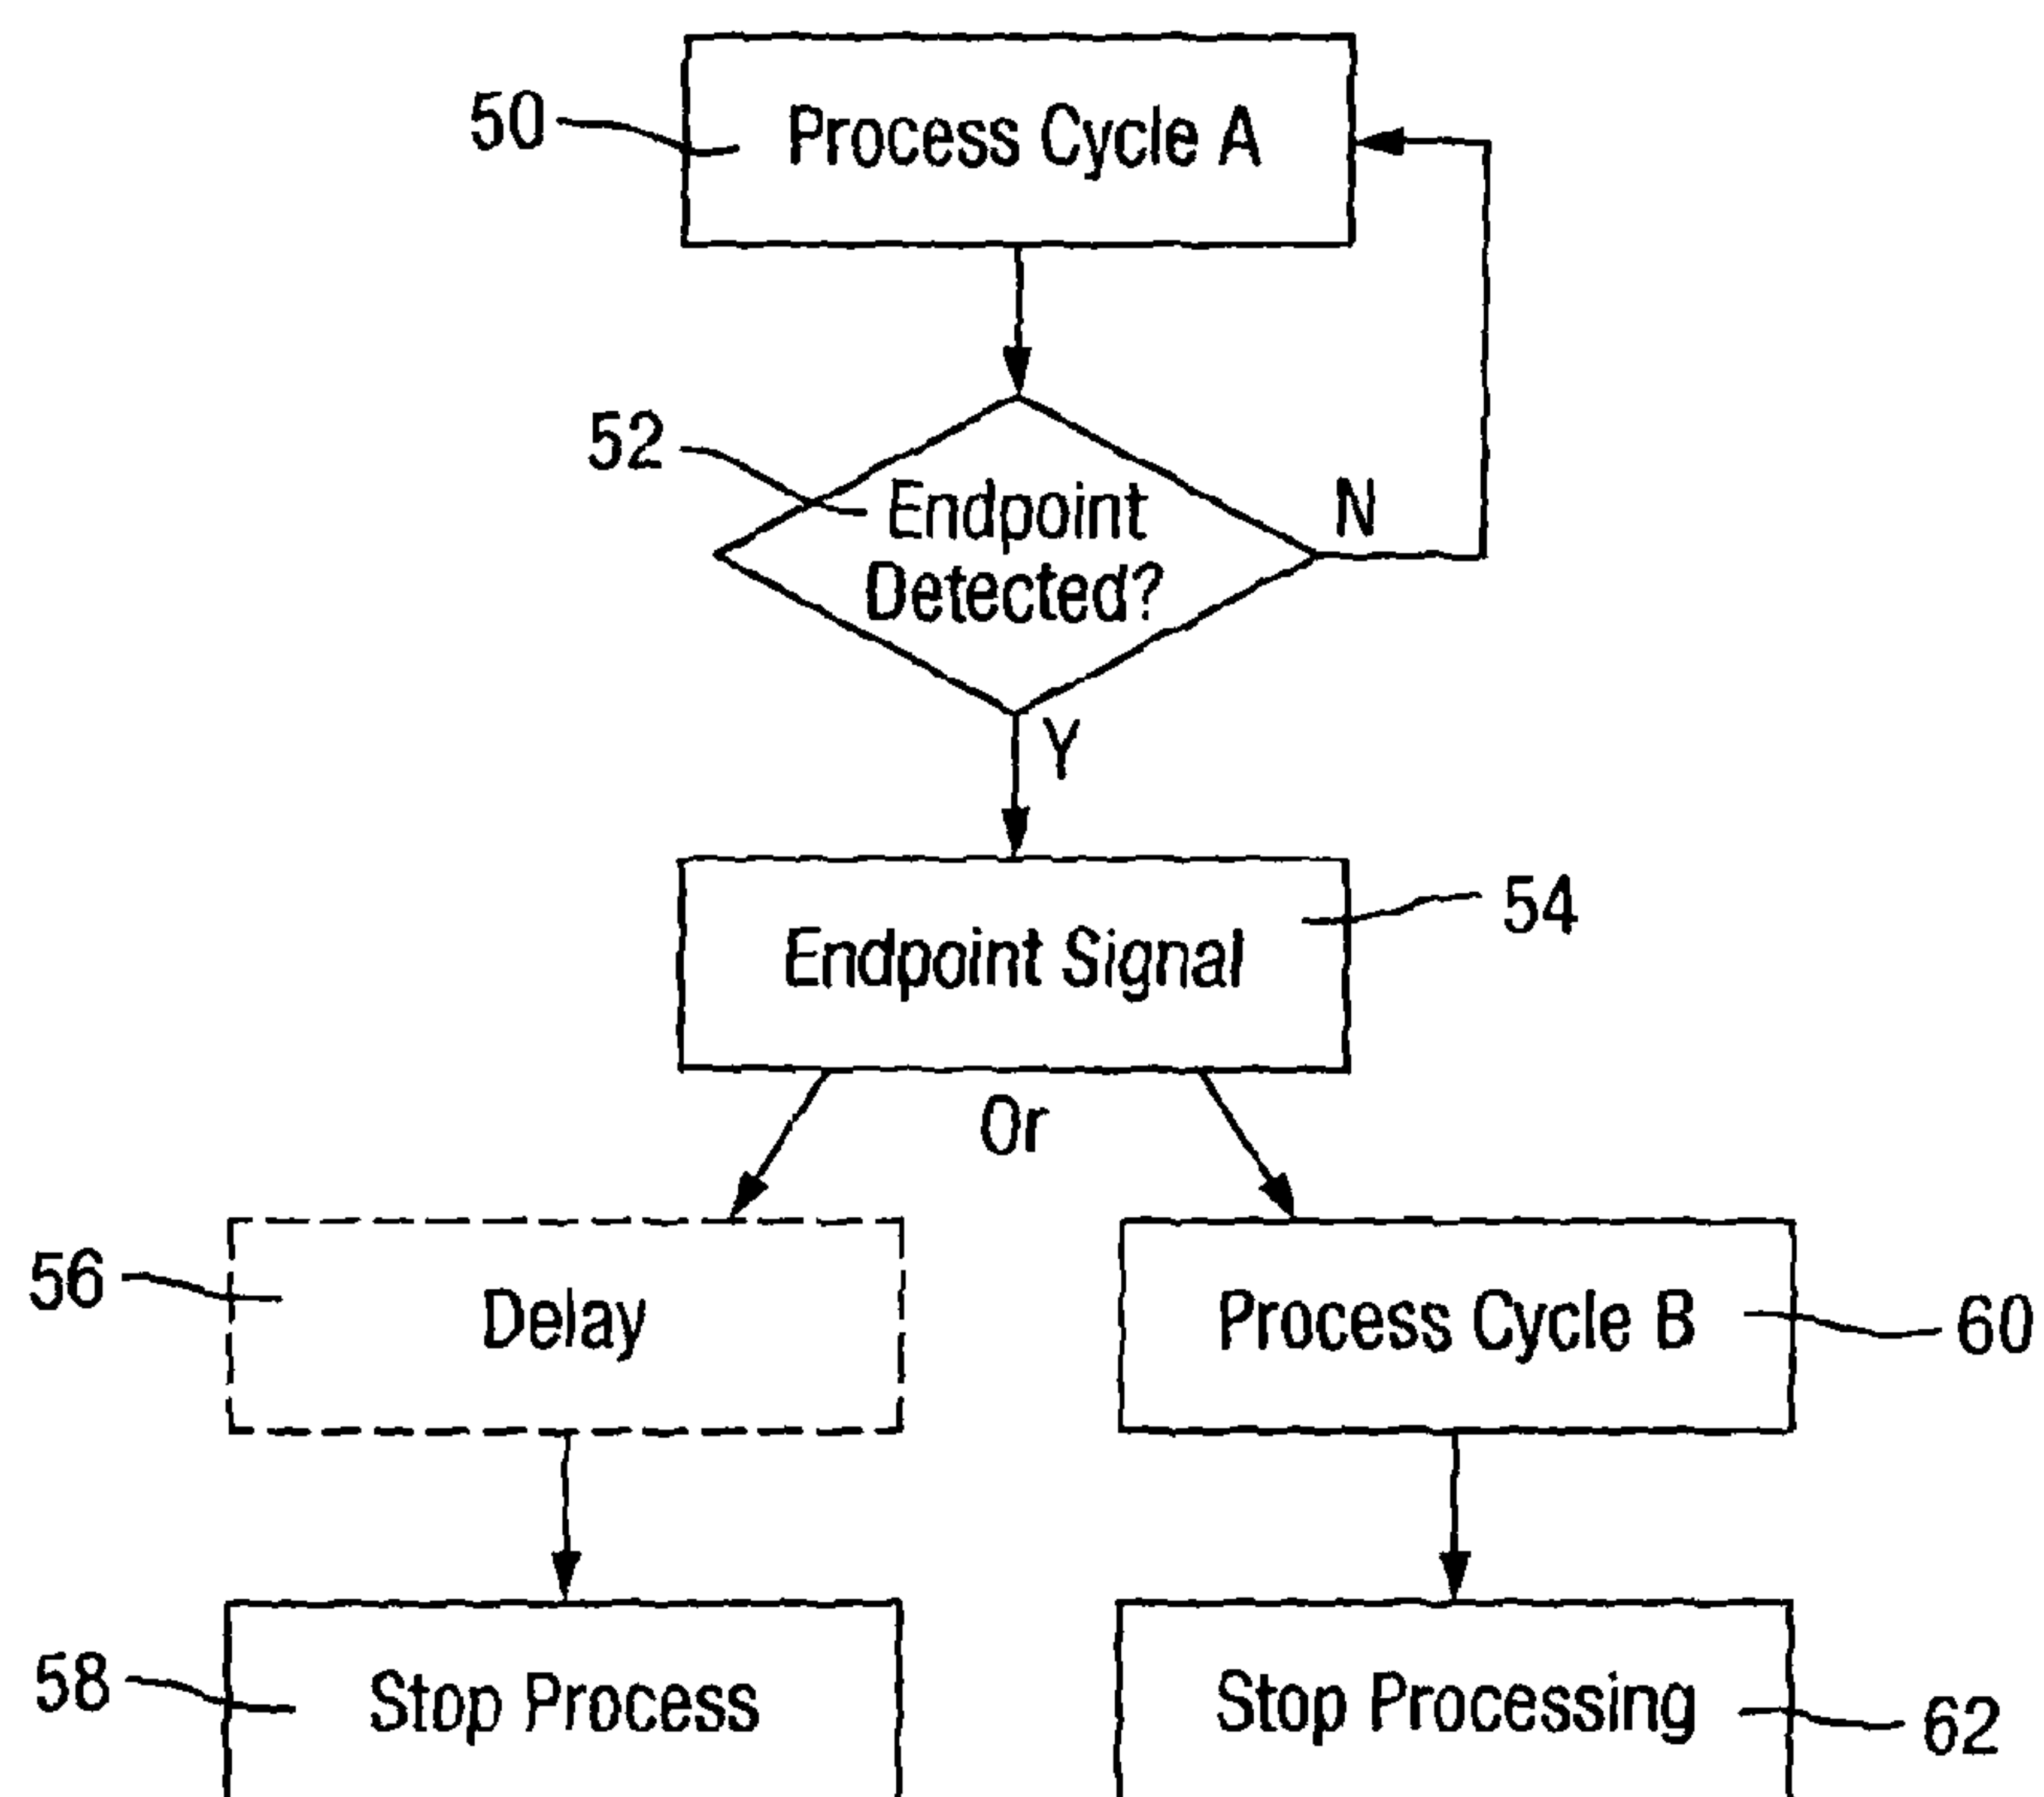 50
Process Cycle A
52
Endpoint
Detected?
N
Y
Endpoint Signal
54
Or
56
Delay
Process Cycle B
60
58
Stop Process
Stop Processing
62